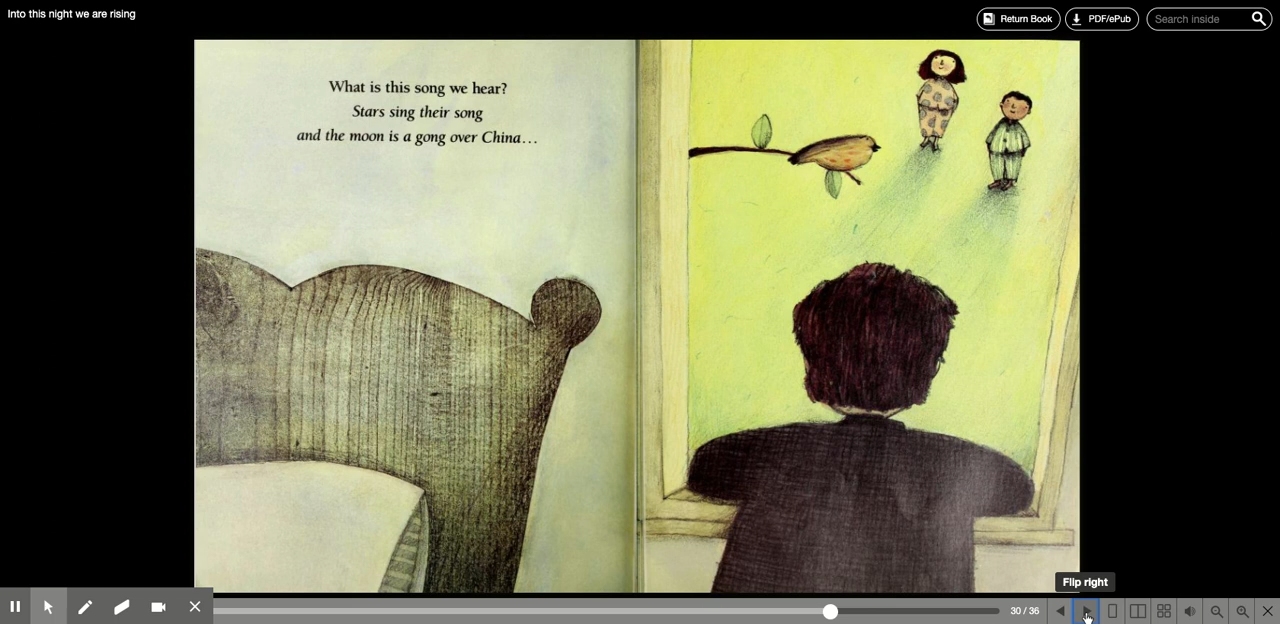 Into this night we are rising
Return Book
PDF/ePub
Search inside
What is this song we hear?
Stars sing their song
and the moon is a gong over China...
Flip right
30 / 36